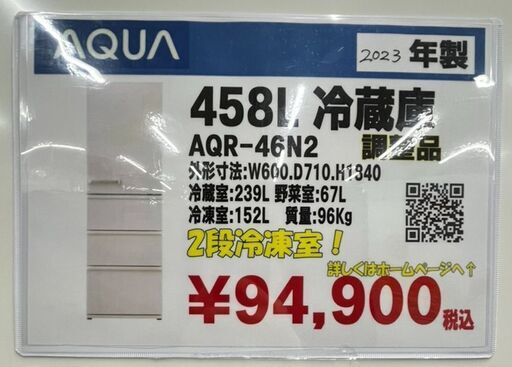 AQUA
2023 年製
458L 冷蔵庫
AQR-46N2 調整品
外形寸法:W600.D710.H1840
冷蔵室:239L 野菜室:67L
冷凍室:152L 質量:96Kg
2段冷凍室！
詳しくはホームページへ↑
¥94,900税込